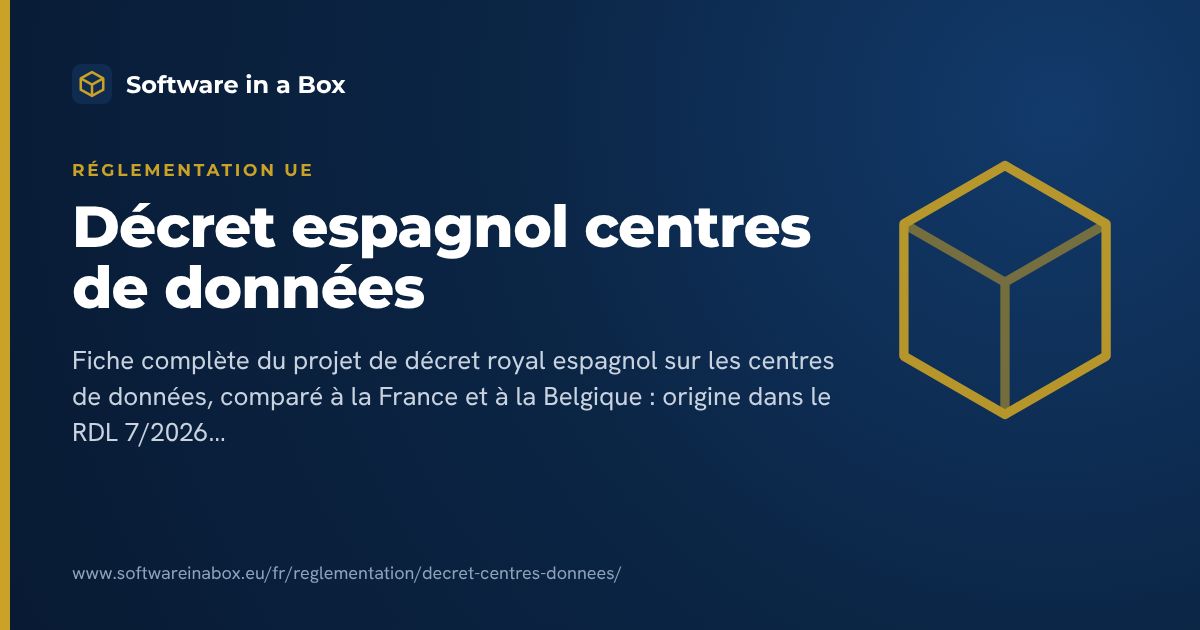 Software in a Box
RÉGLEMENTATION UE
Décret espagnol centres
de données
Fiche complète du projet de décret royal espagnol sur les centres
de données, comparé à la France et à la Belgique : origine dans le
RDL 7/2026...
www.softwareinabox.eu/fr/reglementation/decret-centres-donnees/